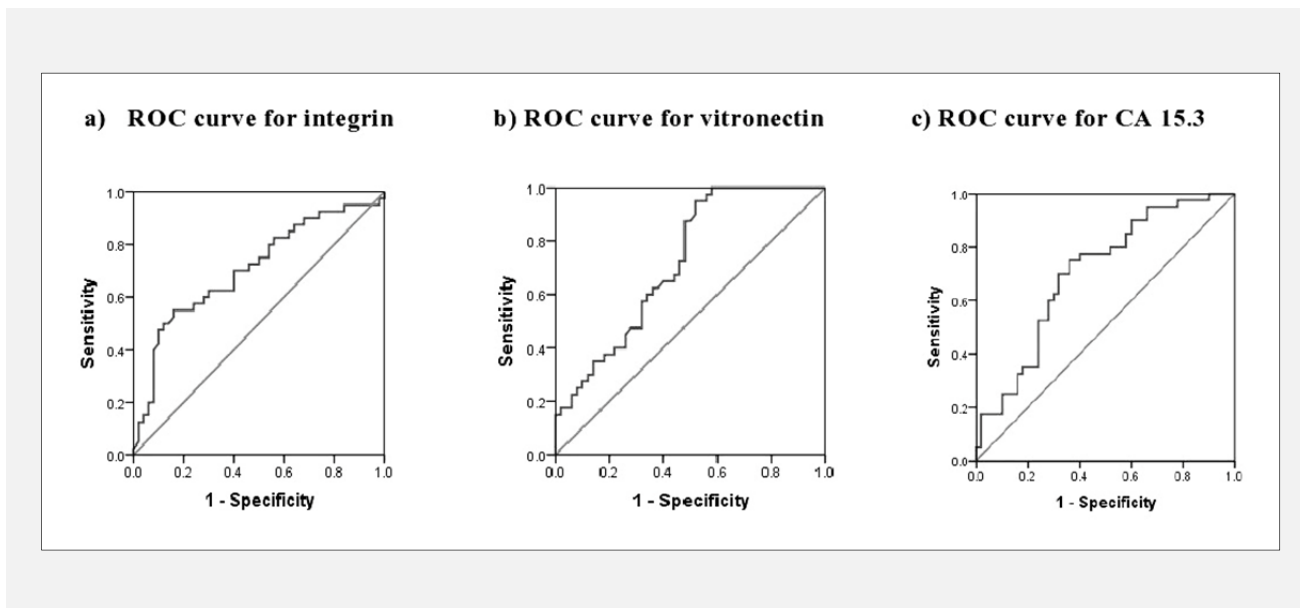 a) ROC curve for integrin
b) ROC curve for vitronectin
c) ROC curve for CA 15.3
1.0
0.8
0.6
0.4
0.2
0.0
Sensitivity
0.0 0.2 0.4 0.6 0.8 1.0
1 - Specificity
1.0
0.8
0.6
0.4
0.2
0.0
Sensitivity
0.0 0.2 0.4 0.6 0.8 1.0
1 - Specificity
1.0
0.8
0.6
0.4
0.2
0.0
Sensitivity
0.0 0.2 0.4 0.6 0.8 1.0
1 - Specificity